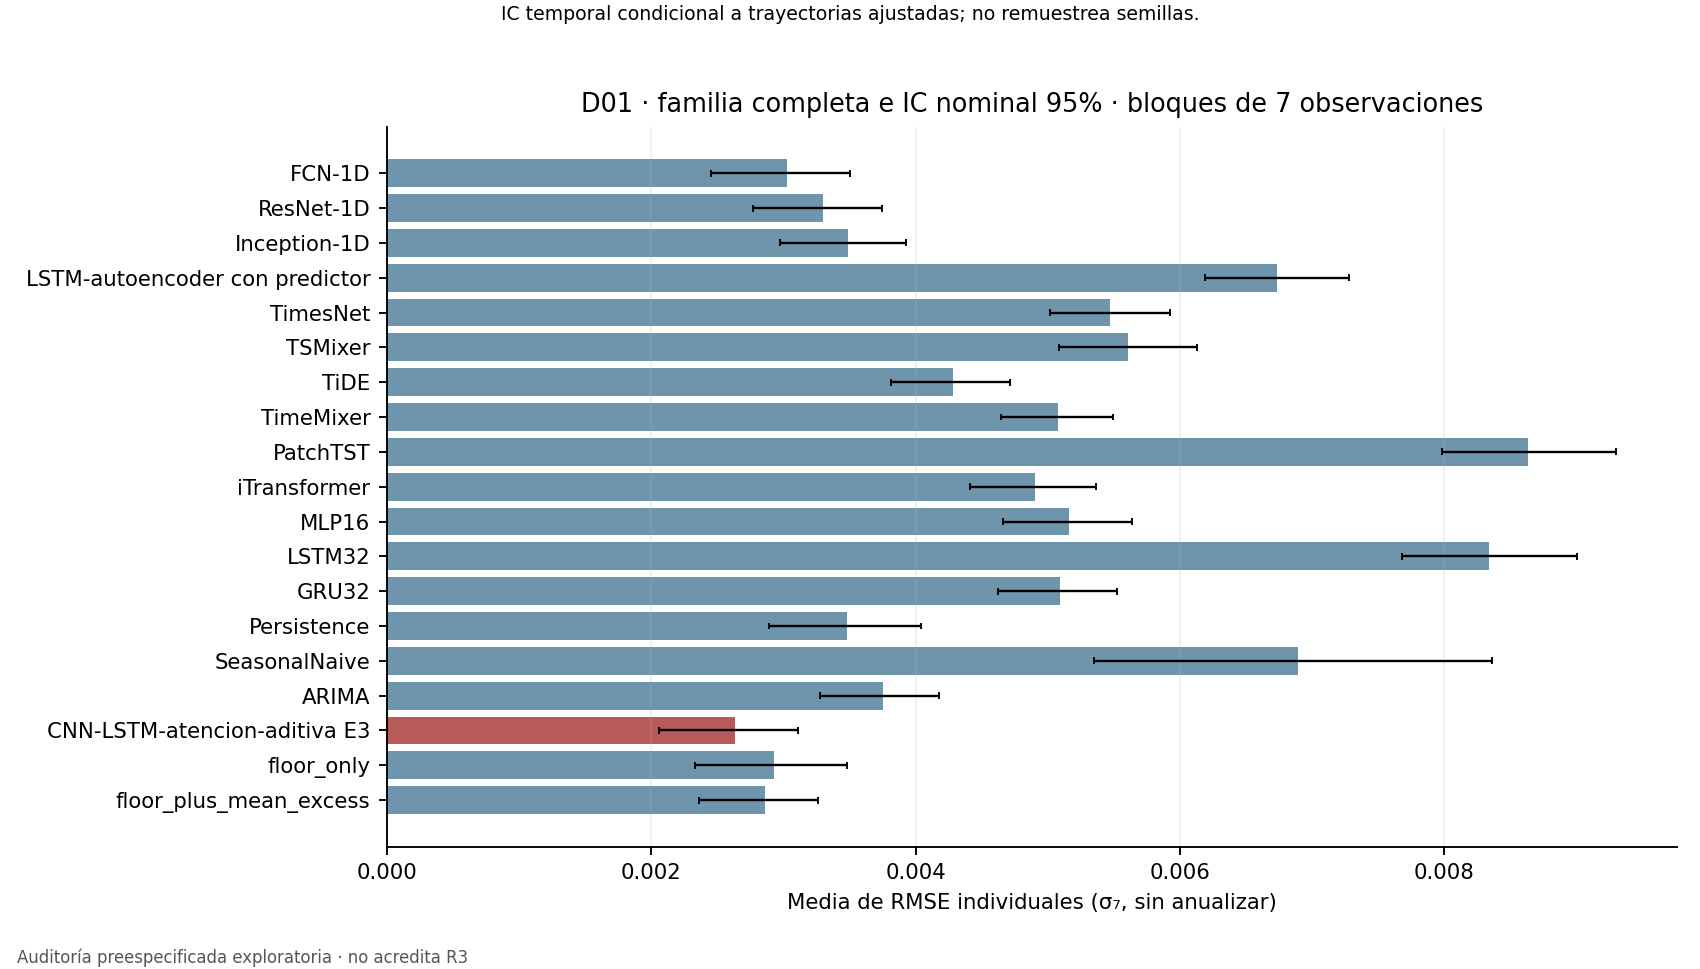 IC temporal condicional a trayectorias ajustadas; no remuestrea semillas.
D01 · familia completa e IC nominal 95% · bloques de 7 observaciones
FCN-1D
ResNet-1D
Inception-1D
LSTM-autoencoder con predictor
TimesNet
TSMixer
TiDE
TimeMixer
PatchTST
iTransformer
MLP16
LSTM32
GRU32
Persistence
SeasonalNaive
ARIMA
CNN-LSTM-atencion-aditiva E3
floor_only
floor_plus_mean_excess
0.000 0.002 0.004 0.006 0.008
Media de RMSE individuales (σ₇, sin anualizar)
Auditoría preespecificada exploratoria · no acredita R3